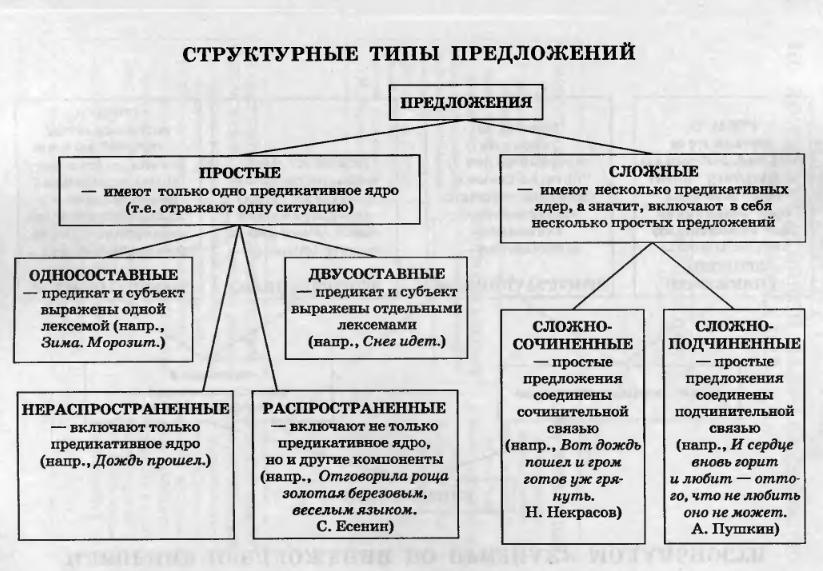 СТРУКТУРНЫЕ ТИПЫ ПРЕДЛОЖЕНИЙ
ПРЕДЛОЖЕНИЯ
ПРОСТЫЕ
— имеют только одно предикативное ядро
(т.е. отражают одну ситуацию)
СЛОЖНЫЕ
— имеют несколько предикативных
ядер, а значит, включают в себя
несколько простых предложений
ОДНОСОСТАВНЫЕ
— предикат и субъект
выражены одной
лексемой (напр.,
Зима. Морозит.)
ДВУСОСТАВНЫЕ
— предикат и субъект
выражены отдельными
лексемами
(напр., Снег идет.)
НЕРАСПРОСТРАНЕННЫЕ
— включают только
предикативное ядро
(напр., Дождь прошел.)
РАСПРОСТРАНЕННЫЕ
— включают не только
предикативное ядро,
но и другие компоненты
(напр., Отговорила роща
золотая березовым,
веселым языком.
С. Есенин)
СЛОЖНО-
СОЧИНЕННЫЕ
— простые
предложения
соединены
сочинительной
связью
(напр., Вот дождь
пошел и гром
готов уж гря-
нуть.
Н. Некрасов)
СЛОЖНО-
ПОДЧИНЕННЫЕ
— простые
предложения
соединены
подчинительной
связью
(напр., И сердце
вновь горит
и любит — отто-
го, что не любить
оно не может.
А. Пушкин)